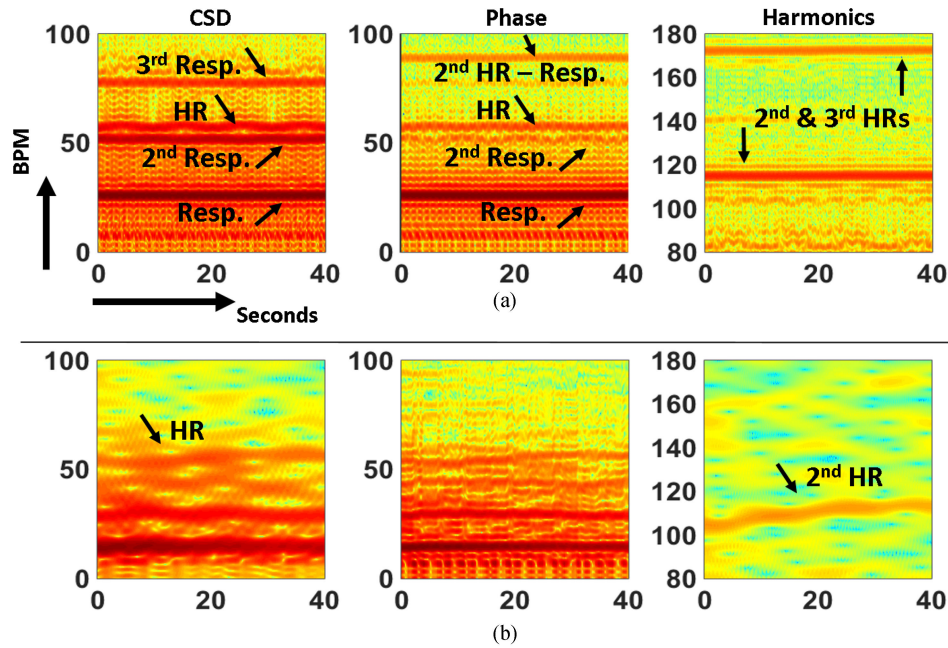 CSD Phase Harmonics
100 100 180
3rd Resp. 2nd HR – Resp. 160
HR HR 140
50 50 2nd & 3rd HRs
BPM
2nd Resp. 2nd Resp. 120
Resp. Resp. 100
0 0 80
0 20 40 0 20 40 0 20 40
Seconds
(a)
100 100 180
160
HR 140
50 50 2nd HR
120
100
0 0 80
0 20 40 0 20 40 0 20 40
(b)